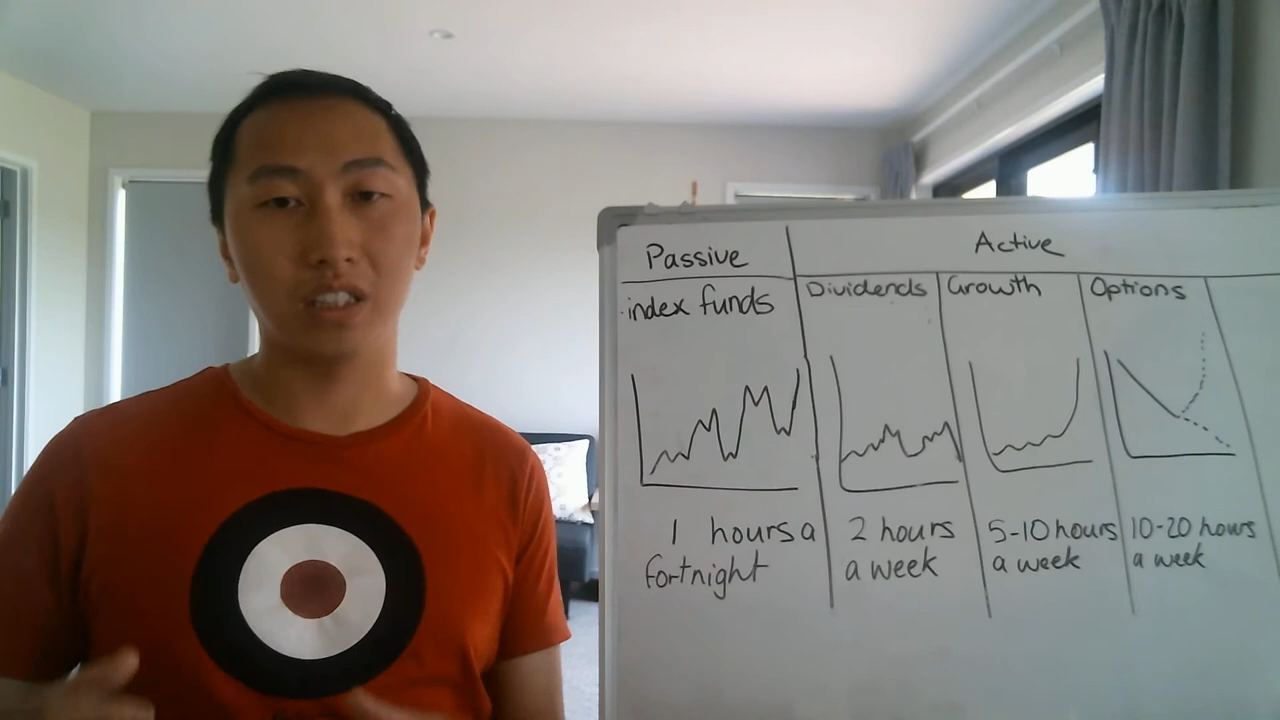 Passive
Active
index funds
Dividends
Growth
Options
1 hours a
fortnight
2 hours
a week
5-10 hours
a week
10-20 hours
a week